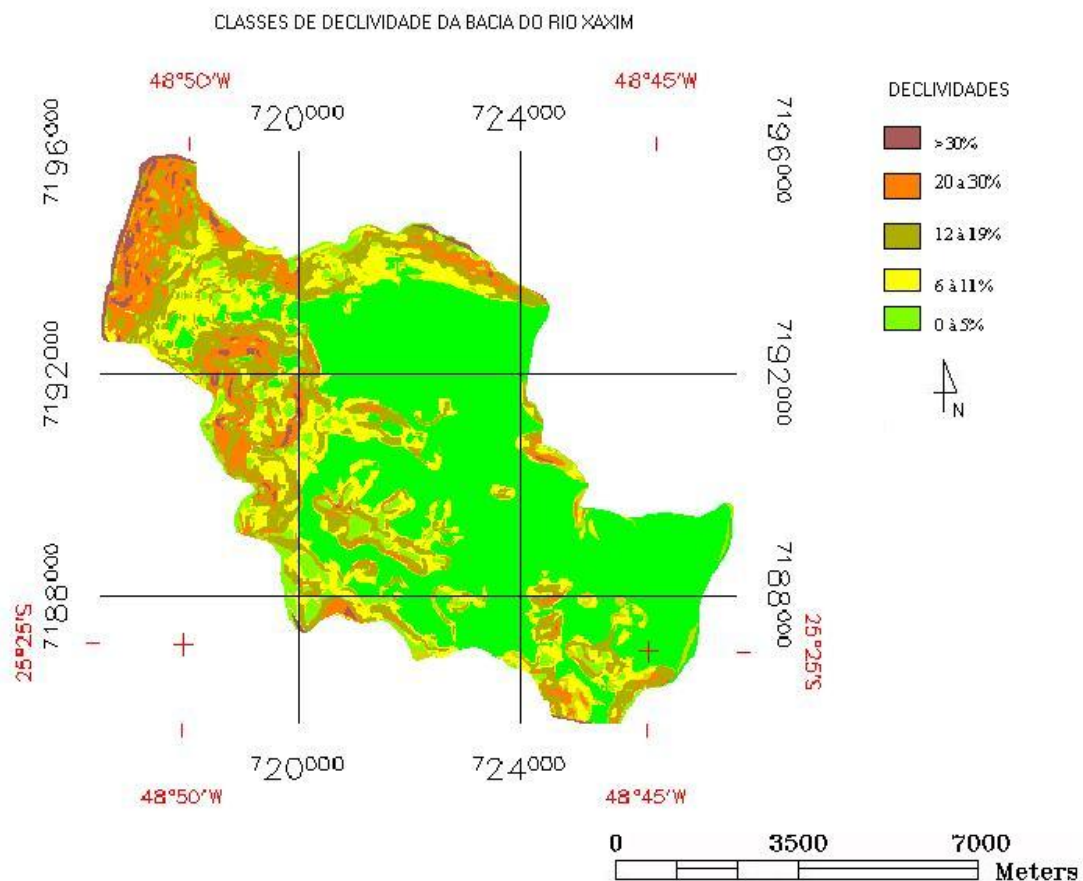 CLASSES DE DECLIVIDADE DA BACIA DO RIO XAXIM
48°50'W
48°45'W
720000
724000
7196000
7196000
7192000
7192000
7188000
7188000
25°25'S
25°25'S
720000
724000
48°50'W
48°45'W
DECLIVIDADES
>30%
20 à 30%
12 à 19%
6 à 11%
0 à 5%
N
0 3500 7000
Meters